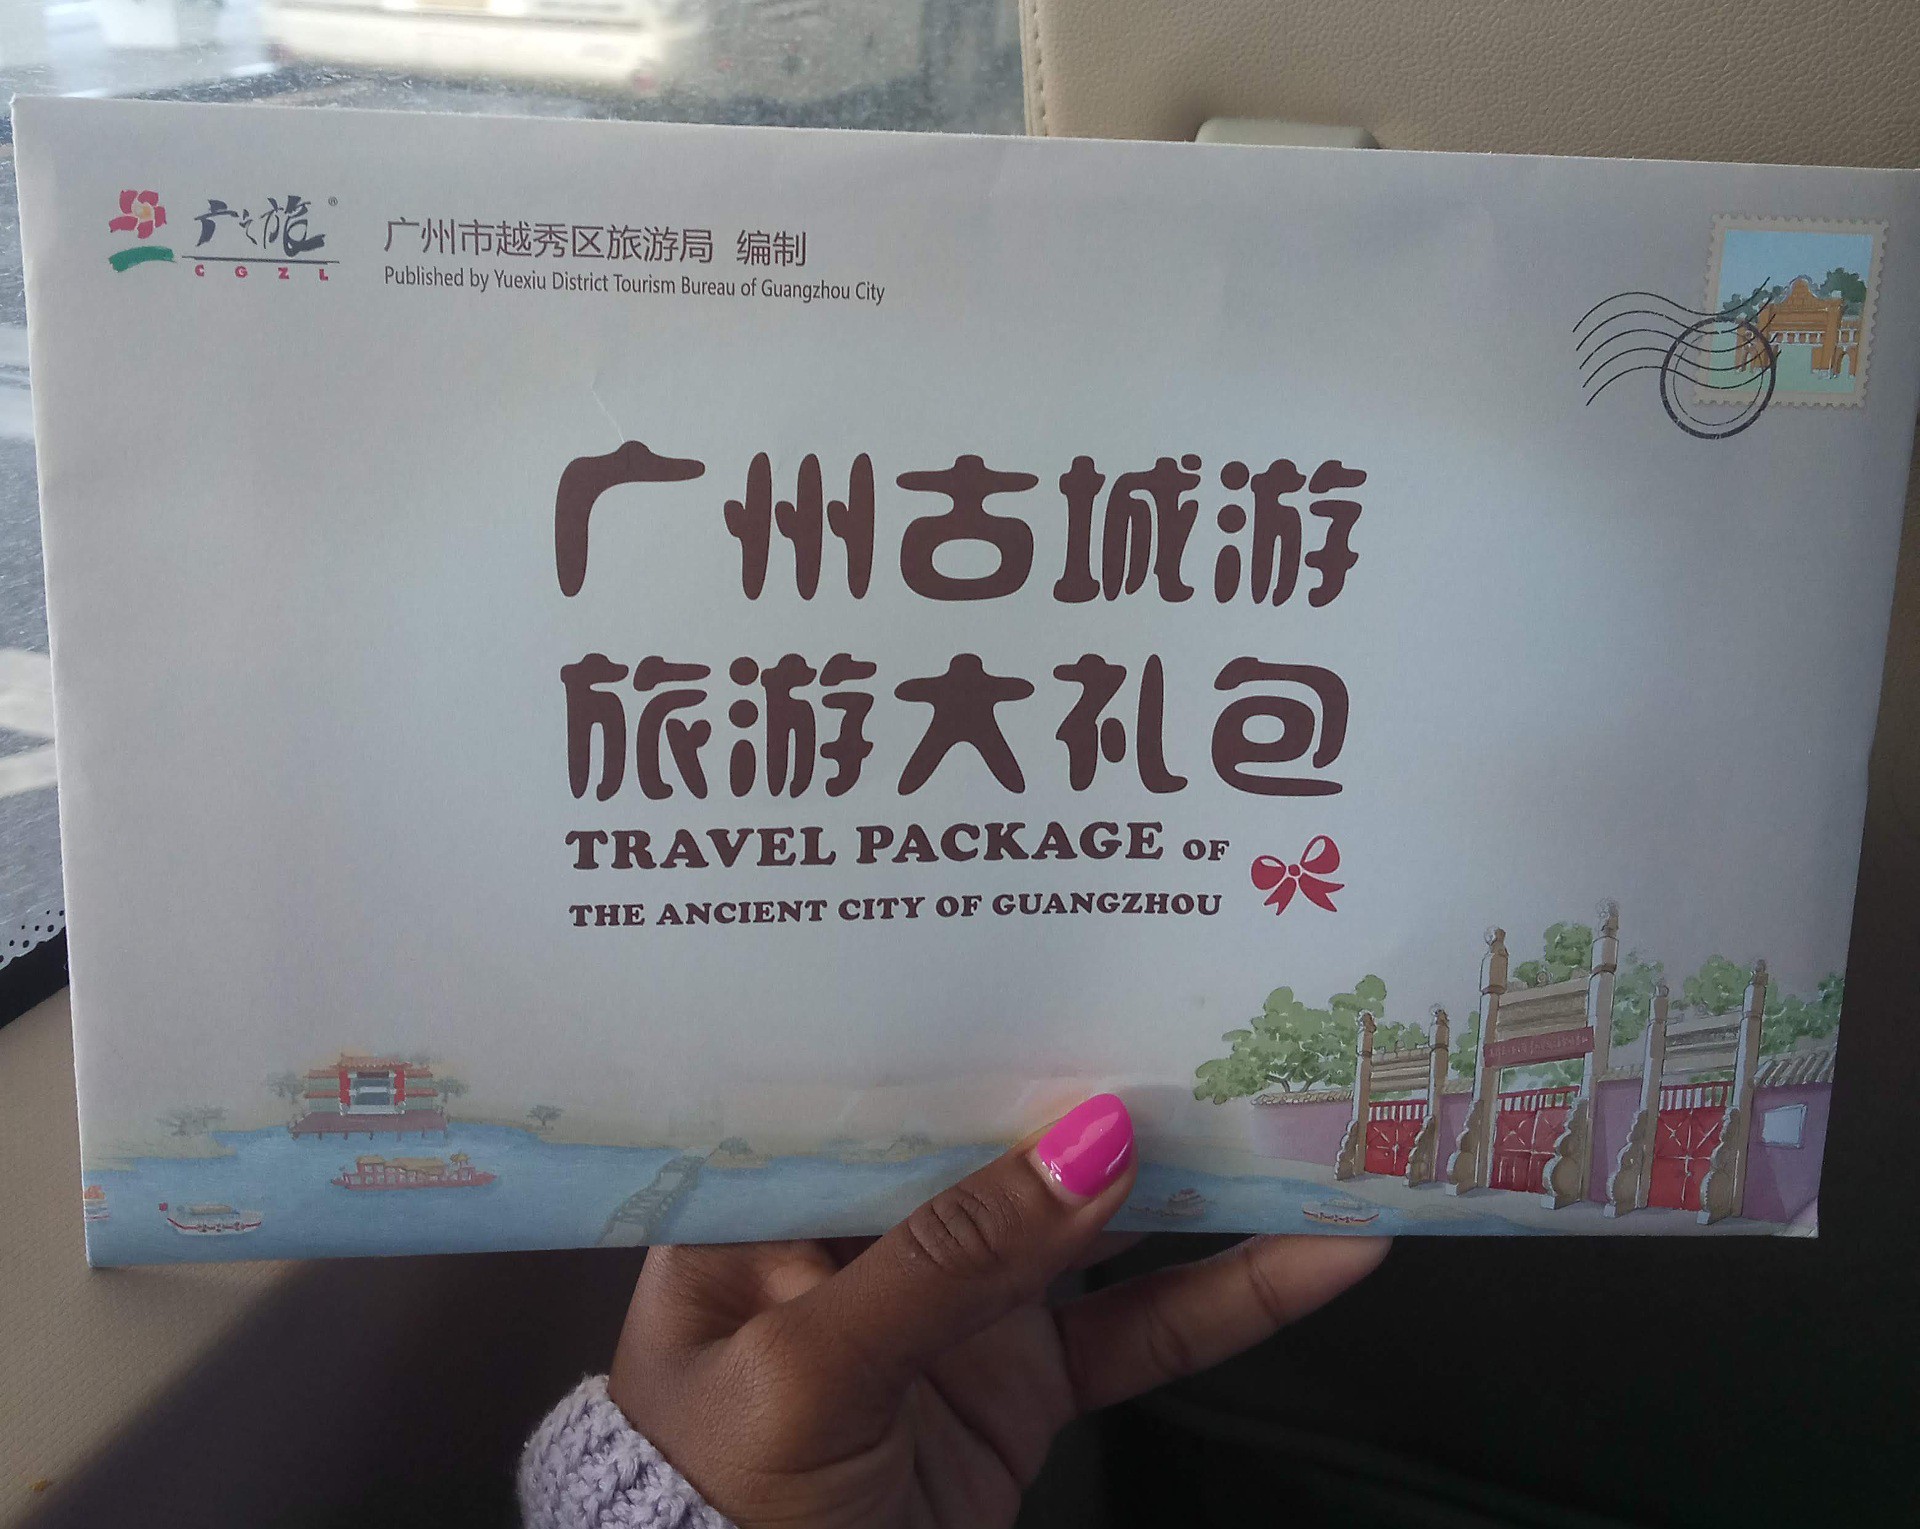 广之旅®
CGZL
广州市越秀区旅游局 编制
Published by Yuexiu District Tourism Bureau of Guangzhou City
广州古城游
旅游大礼包
TRAVEL PACKAGE OF
THE ANCIENT CITY OF GUANGZHOU